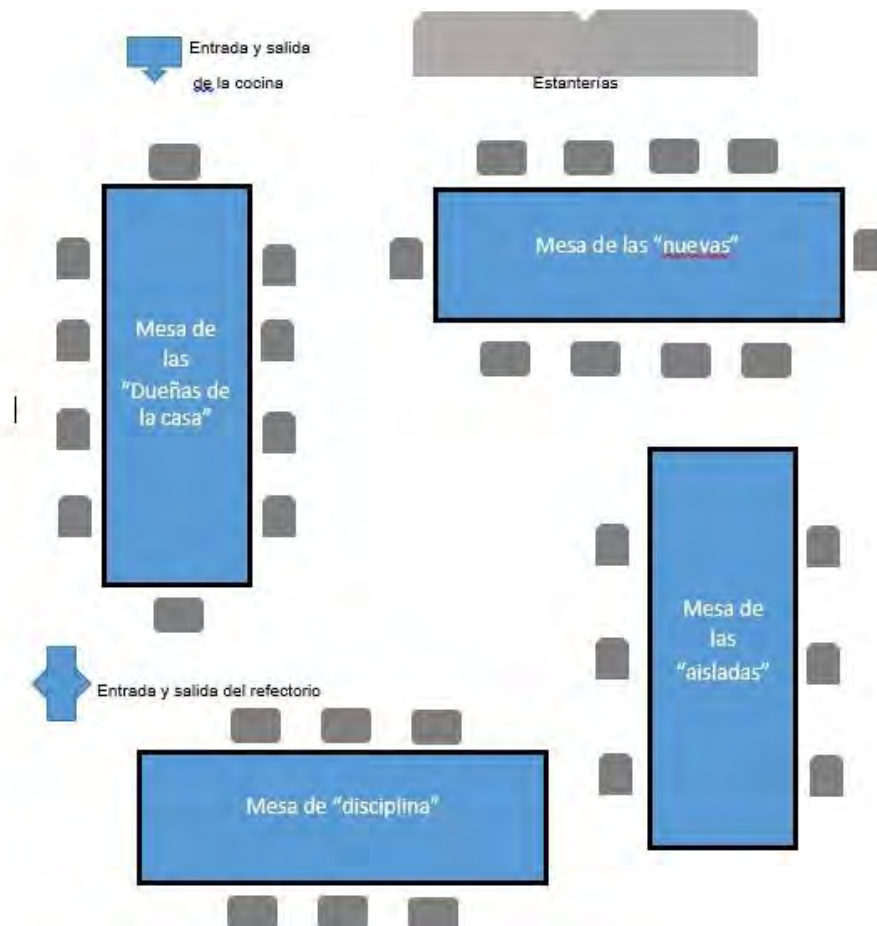 Entrada y salida
de la cocina
Estanterías
Mesa de las "nuevas"
Mesa de
las
"Dueñas de
la casa"
Mesa de
las
"aisladas"
Entrada y salida del refectorio
Mesa de "disciplina"